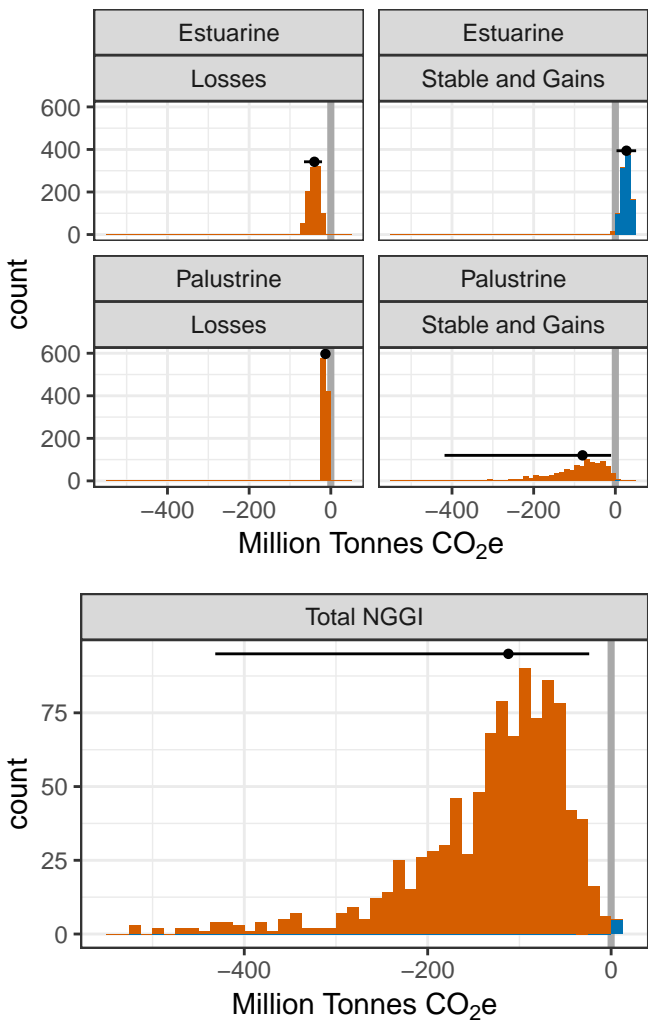 Estuarine
Estuarine
Losses
Stable and Gains
600
400
200
0
count
Palustrine
Palustrine
Losses
Stable and Gains
600
400
200
0
−400
−200
0
−400
−200
0
Million Tonnes CO₂e
Total NGGI
75
50
25
0
count
−400
−200
0
Million Tonnes CO₂e